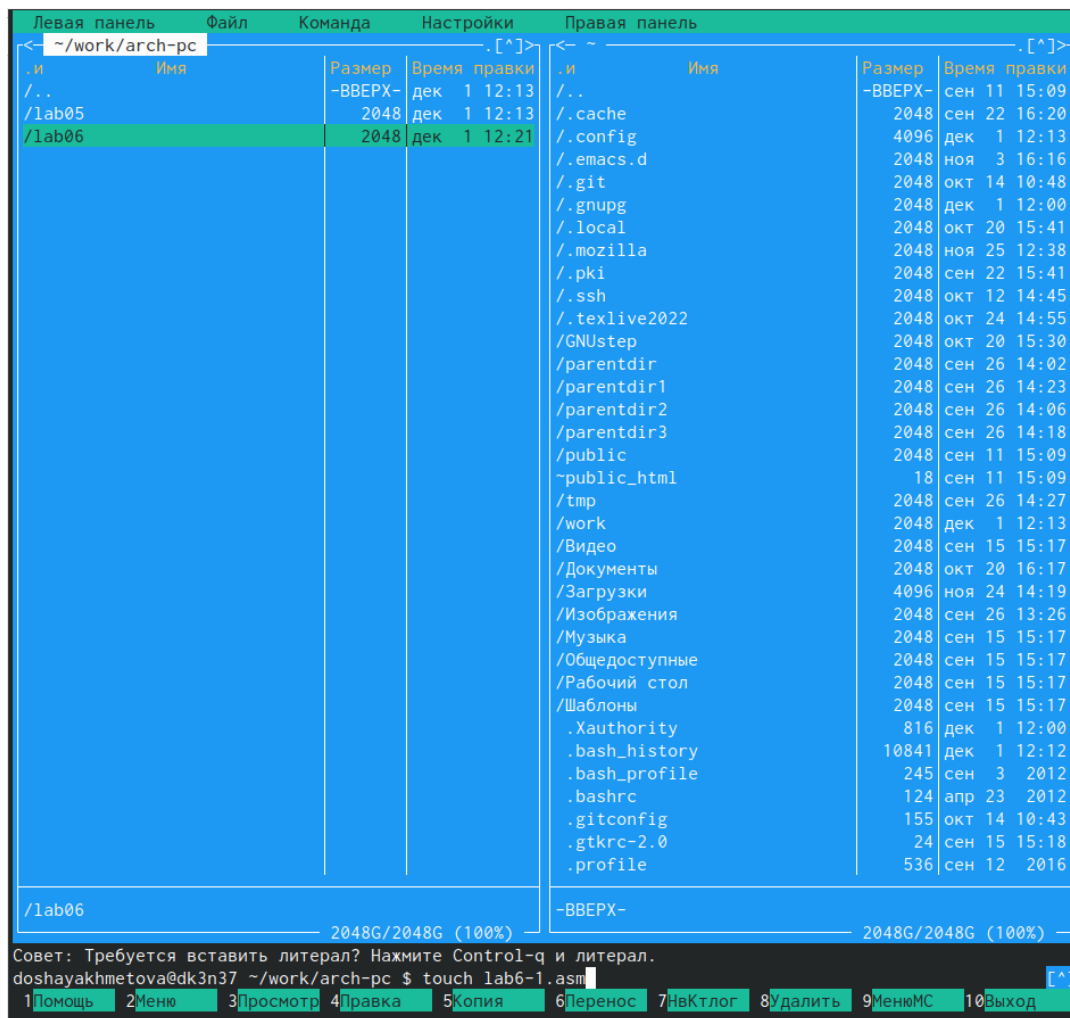 Левая панель Файл Команда Настройки Правая панель
<– ~/work/arch-pc .[^]> <– ~ .[^]>
.и Имя Размер Время правки .и Имя Размер Время правки
/.. -ВВЕРХ- дек 1 12:13 /.. -ВВЕРХ- сен 11 15:09
/lab05 2048 дек 1 12:13 /.cache 2048 сен 22 16:20
/lab06 2048 дек 1 12:21 /.config 4096 дек 1 12:13
/.emacs.d 2048 ноя 3 16:16
/.git 2048 окт 14 10:48
/.gnupg 2048 дек 1 12:00
/.local 2048 окт 20 15:41
/.mozilla 2048 ноя 25 12:38
/.pki 2048 сен 22 15:41
/.ssh 2048 окт 12 14:45
/.texlive2022 2048 окт 24 14:55
/GNUstep 2048 окт 20 15:30
/parentdir 2048 сен 26 14:02
/parentdir1 2048 сен 26 14:23
/parentdir2 2048 сен 26 14:06
/parentdir3 2048 сен 26 14:18
/public 2048 сен 11 15:09
~public_html 18 сен 11 15:09
/tmp 2048 сен 26 14:27
/work 2048 дек 1 12:13
/Видео 2048 сен 15 15:17
/Документы 2048 окт 20 16:17
/Загрузки 4096 ноя 24 14:19
/Изображения 2048 сен 26 13:26
/Музыка 2048 сен 15 15:17
/Общедоступные 2048 сен 15 15:17
/Рабочий стол 2048 сен 15 15:17
/Шаблоны 2048 сен 15 15:17
.Xauthority 816 дек 1 12:00
.bash_history 10841 дек 1 12:12
.bash_profile 245 сен 3 2012
.bashrc 124 апр 23 2012
.gitconfig 155 окт 14 10:43
.gtkrc-2.0 24 сен 15 15:18
.profile 536 сен 12 2016
/lab06 -ВВЕРХ-
2048G/2048G (100%) 2048G/2048G (100%)
Совет: Требуется вставить литерал? Нажмите Control-q и литерал.
doshayakhmetova@dk3n37 ~/work/arch-pc $ touch lab6-1.asm [^]
1Помощь 2Меню 3Просмотр 4Правка 5Копия 6Перенос 7НвКтлог 8Удалить 9МенюМС 10Выход